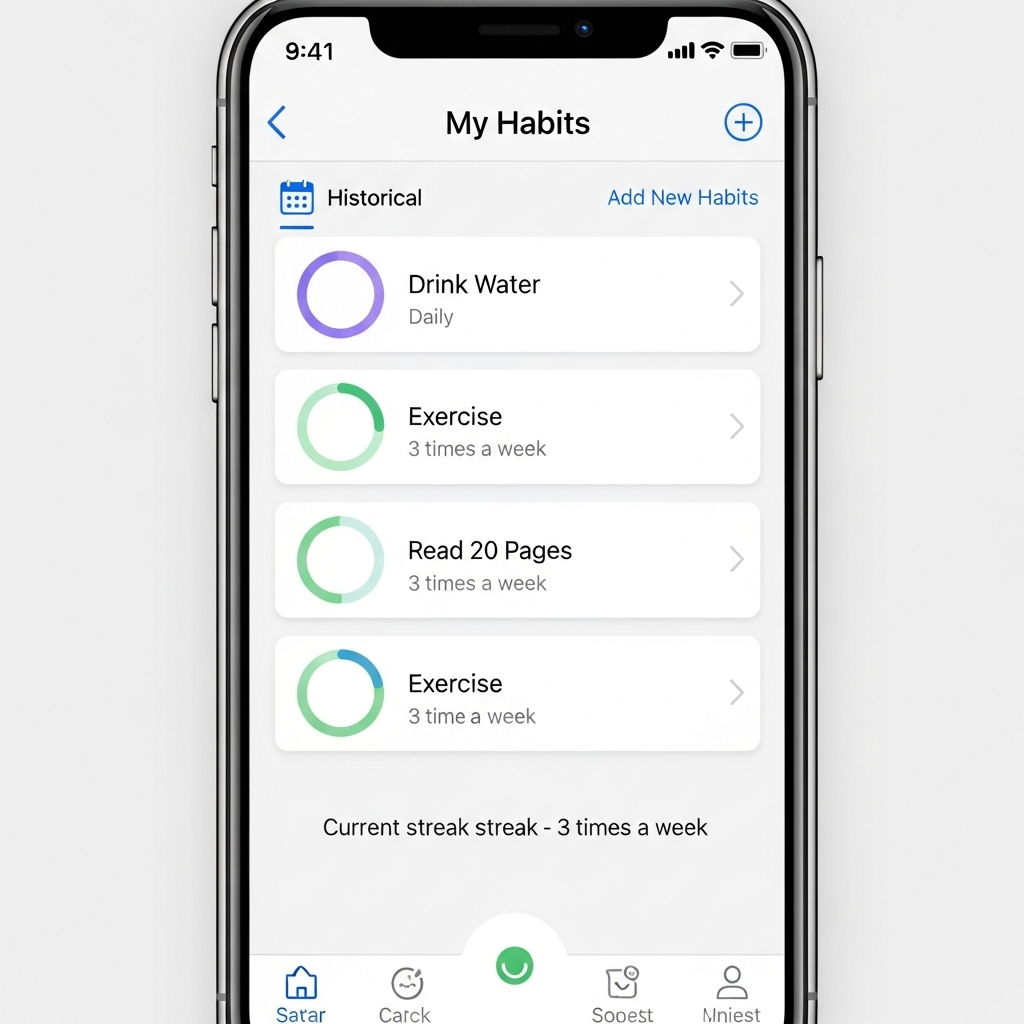 9:41
My Habits
Historical
Add New Habits
Drink Water
Daily
Exercise
3 times a week
Read 20 Pages
3 times a week
Exercise
3 time a week
Current streak streak - 3 times a week
Satar
Carck
Sopest
Mniest